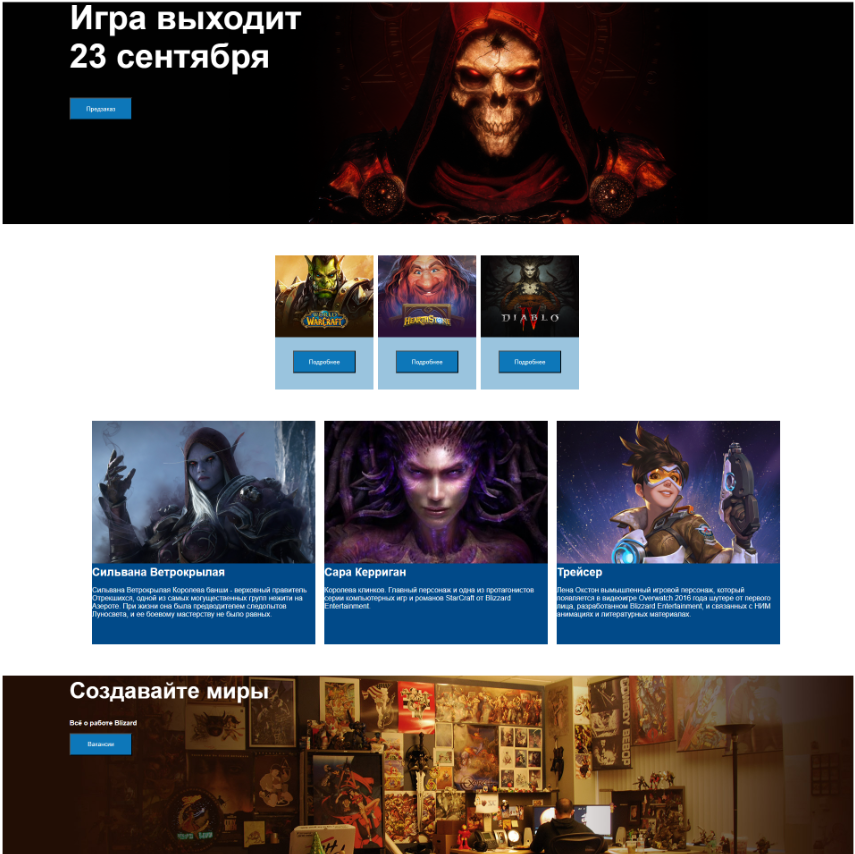 Игра выходит
23 сентября
Предзаказ
WORLD
WARCRAFT
HEARTHSTONE
DIABLO
IV
Подробнее
Подробнее
Подробнее
Сильвана Ветрокрылая
Сильвана Ветрокрылая Королева банши - верховный правитель
Отрекшихся, одной из самых могущественных групп нежити на
Азероте. При жизни она была предводителем следопытов
Луносвета, и ее боевому мастерству не было равных.
Сара Керриган
Королева клинков. Главный персонаж и одна из протагонистов
серии компьютерных игр и романов StarCraft от Blizzard
Entertainment.
Трейсер
Лена Окстон вымышленный игровой персонаж, который
появляется в видеоигре Overwatch 2016 года шутере от первого
лица, разработанном Blizzard Entertainment, и связанных с НИМ
анимациях и литературных материалах.
Создавайте миры
Всё о работе Blizard
Вакансии
COWBOY BEBOP